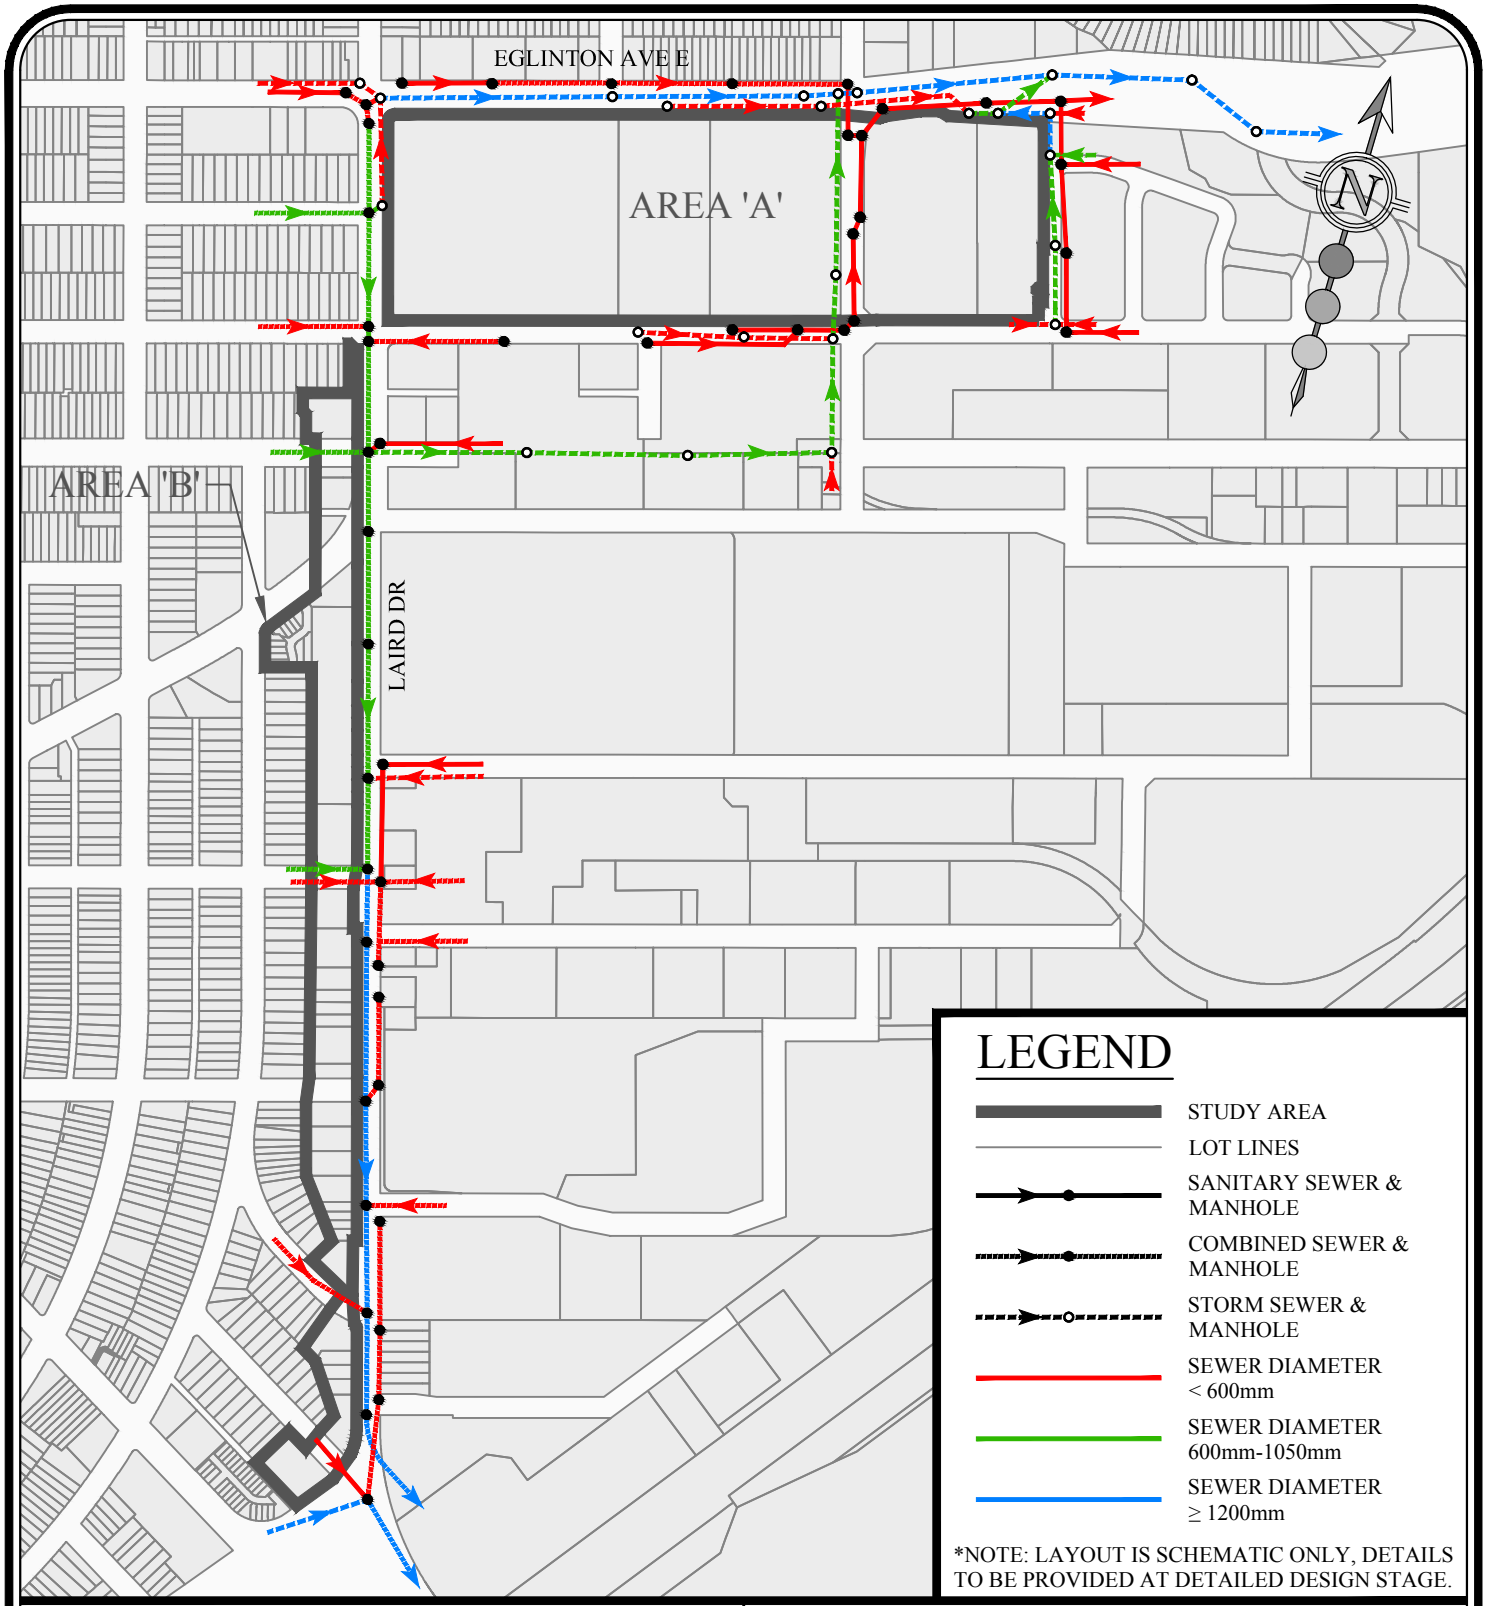 EGLINTON AVE E
N
AREA 'A'
AREA 'B'
LAIRD DR
LEGEND
STUDY AREA
LOT LINES
SANITARY SEWER &
MANHOLE
COMBINED SEWER &
MANHOLE
STORM SEWER &
MANHOLE
SEWER DIAMETER
< 600mm
SEWER DIAMETER
600mm-1050mm
SEWER DIAMETER
≥ 1200mm
*NOTE: LAYOUT IS SCHEMATIC ONLY, DETAILS
TO BE PROVIDED AT DETAILED DESIGN STAGE.